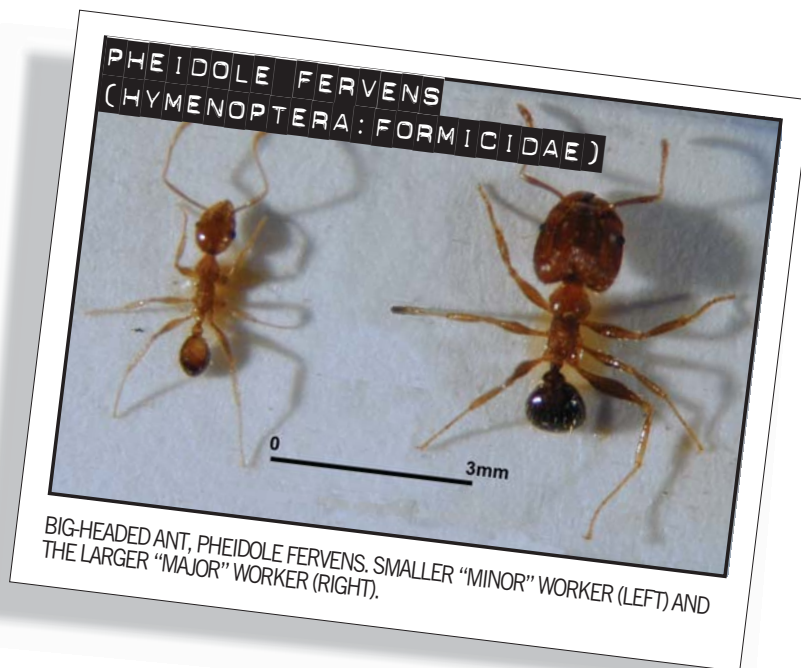 PHEIDOLE FERVENS
(HYMENOPTERA:FORMICIDAE)
0
3mm
BIG-HEADED ANT, PHEIDOLE FERVENS. SMALLER “MINOR” WORKER (LEFT) AND
THE LARGER “MAJOR” WORKER (RIGHT).